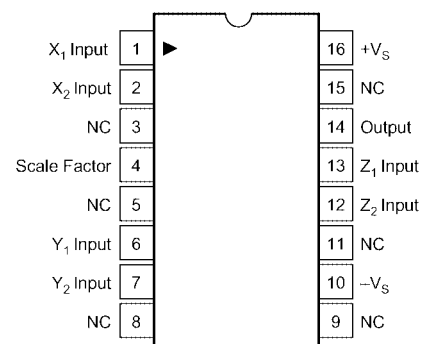 X₁ Input 1 16 +Vₛ
X₂ Input 2 15 NC
NC 3 14 Output
Scale Factor 4 13 Z₁ Input
NC 5 12 Z₂ Input
Y₁ Input 6 11 NC
Y₂ Input 7 10 –Vₛ
NC 8 9 NC